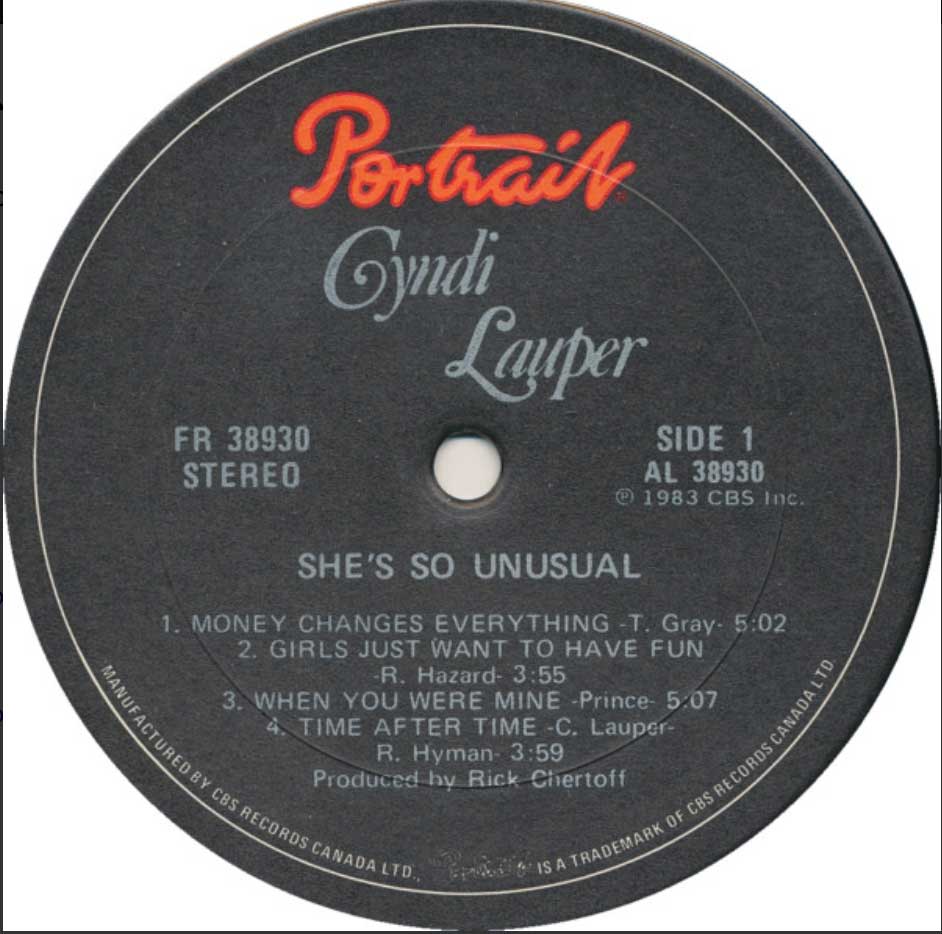 Portrait
Cyndi
Lauper
FR 38930
STEREO
SIDE 1
AL 38930
℗ 1983 CBS Inc.
SHE'S SO UNUSUAL
1. MONEY CHANGES EVERYTHING -T. Gray- 5:02
2. GIRLS JUST WANT TO HAVE FUN
-R. Hazard- 3:55
3. WHEN YOU WERE MINE -Prince- 5:07
4. TIME AFTER TIME -C. Lauper-
R. Hyman- 3:59
Produced by Rick Chertoff
MANUFACTURED BY CBS RECORDS CANADA LTD., Portrait IS A TRADEMARK OF CBS RECORDS CANADA LTD